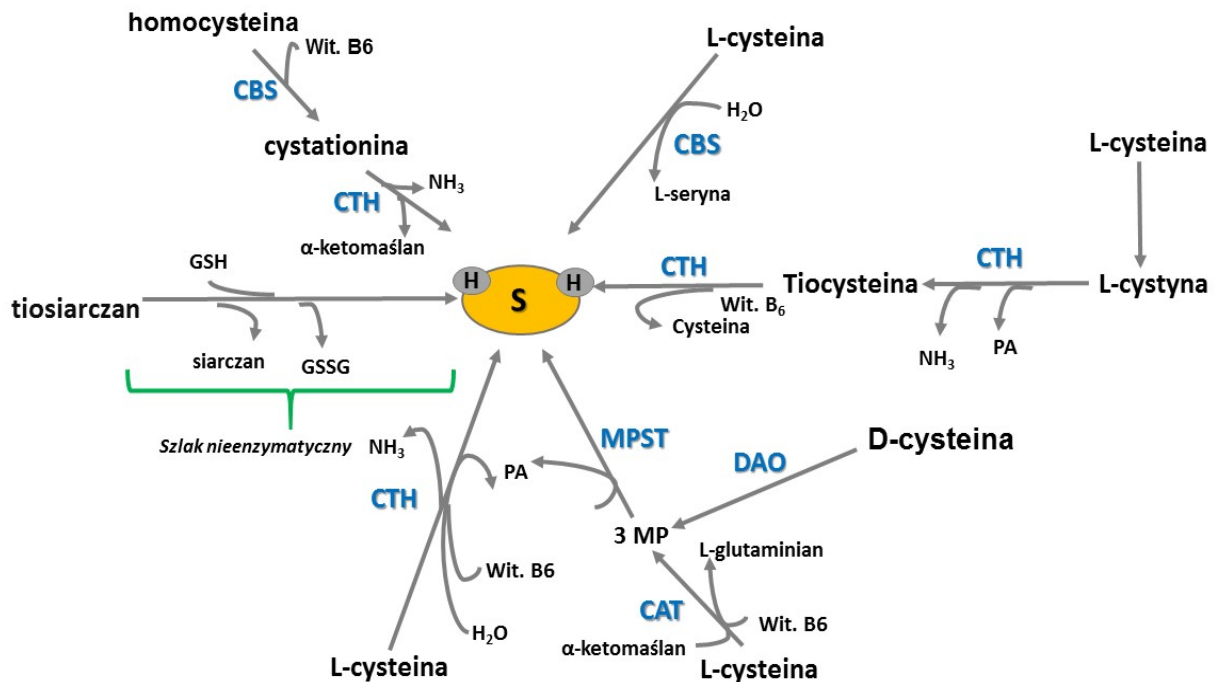 homocysteina
Wit. B6
CBS
cystationina
CTH
NH₃
α-ketomaślan
L-cysteina
H₂O
CBS
L-seryna
L-cysteina
CTH
L-cystyna
NH₃
PA
Tiocysteina
CTH
Wit. B₆
Cysteina
H
S
H
GSH
tiosiarczan
siarczan
GSSG
Szlak nieenzymatyczny
NH₃
CTH
PA
Wit. B6
H₂O
L-cysteina
MPST
DAO
D-cysteina
3 MP
L-glutaminian
CAT
Wit. B6
α-ketomaślan
L-cysteina